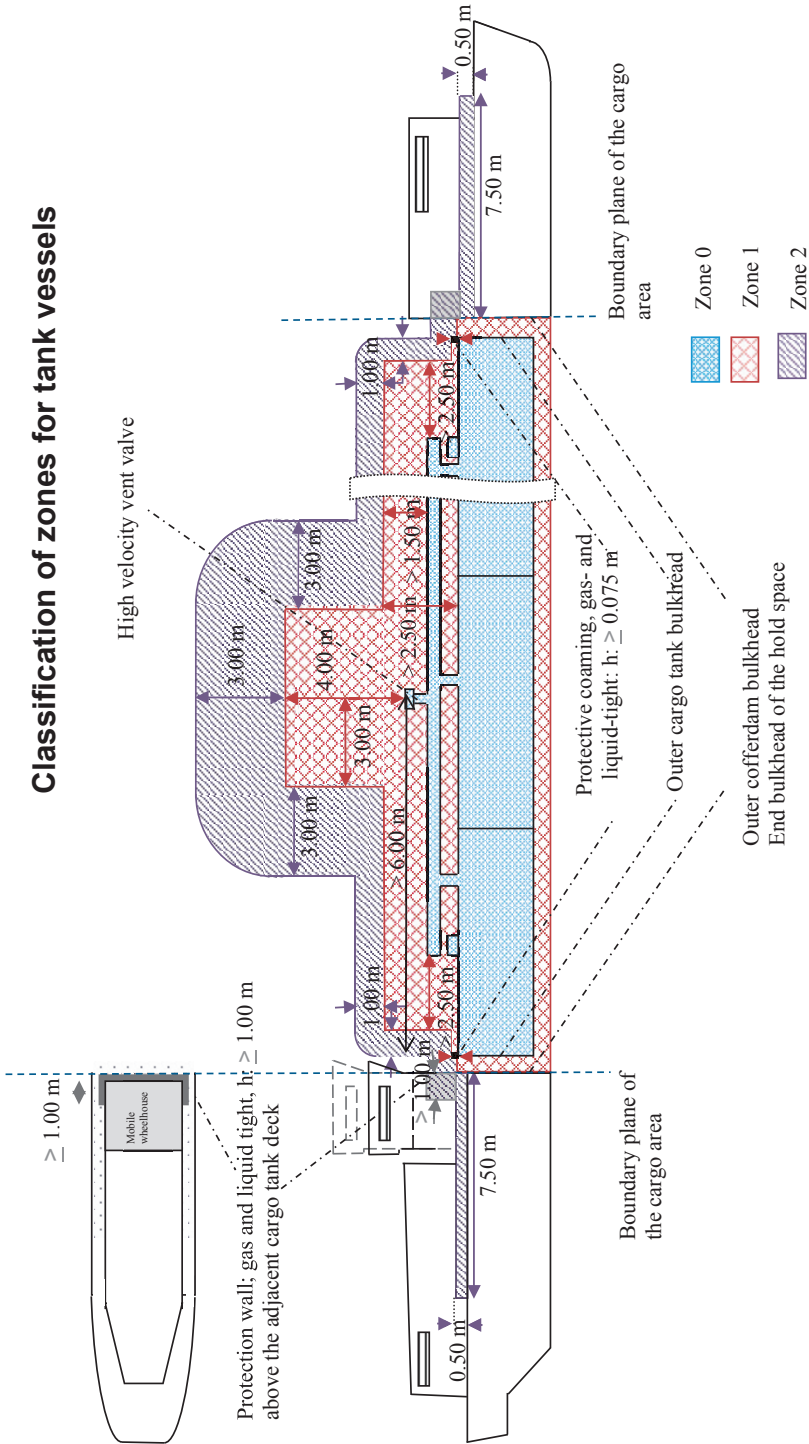 Classification of zones for tank vessels
≥ 1.00 m
Mobile
wheelhouse
Protection wall; gas and liquid tight, h: ≥ 1.00 m
above the adjacent cargo tank deck
High velocity vent valve
3.00 m
3.00 m
3.00 m
4.00 m
3.00 m
1.00 m
1.00 m
> 6.00 m
> 2.50 m
> 1.50 m
> 2.50 m
> 2.50 m
> 1.00 m
0.50 m
7.50 m
7.50 m
0.50 m
Boundary plane of
the cargo area
Protective coaming, gas- and
liquid-tight: h: ≥ 0.075 m
Outer cargo tank bulkhead
Outer cofferdam bulkhead
End bulkhead of the hold space
Boundary plane of the cargo
area
Zone 0
Zone 1
Zone 2